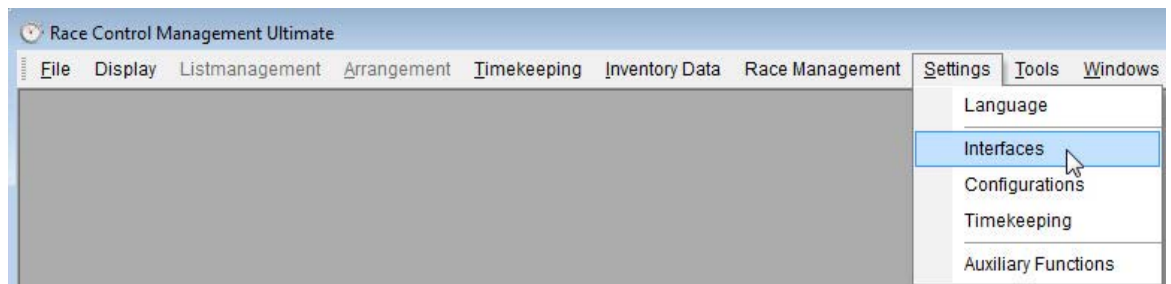 Race Control Management Ultimate
File Display Listmanagement Arrangement Timekeeping Inventory Data Race Management Settings Tools Windows
Language
Interfaces
Configurations
Timekeeping
Auxiliary Functions